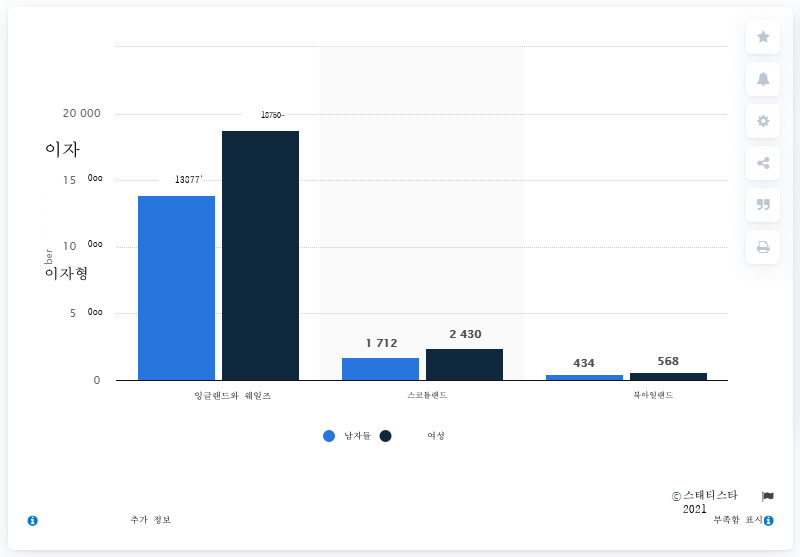 20 000
18760-
이자
15 000
13877'
10 000
ber
이자형
5 000
1 712
2 430
434
568
0
잉글랜드와 웨일즈
스코틀랜드
북아일랜드
남자들
여성
© 스태티스타
2021
추가 정보
부족함 표시